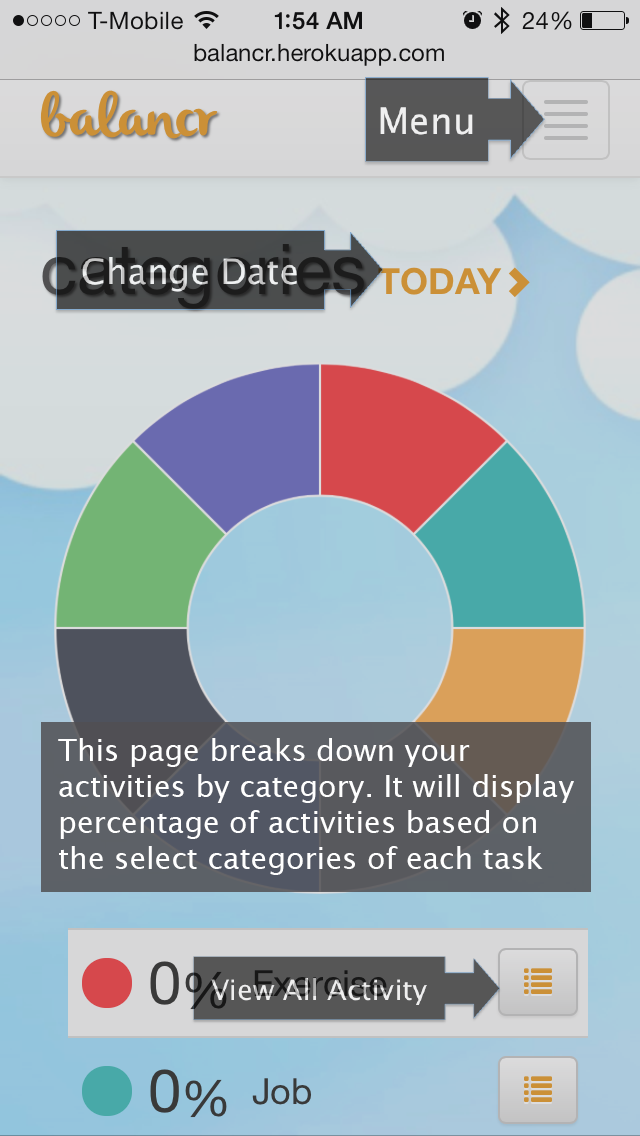 T-Mobile 1:54 AM 24%
balancr.herokuapp.com
balancr
Menu
categories
Change Date
TODAY
This page breaks down your
activities by category. It will display
percentage of activities based on
the select categories of each task
0% Exercise
View All Activity
0% Job